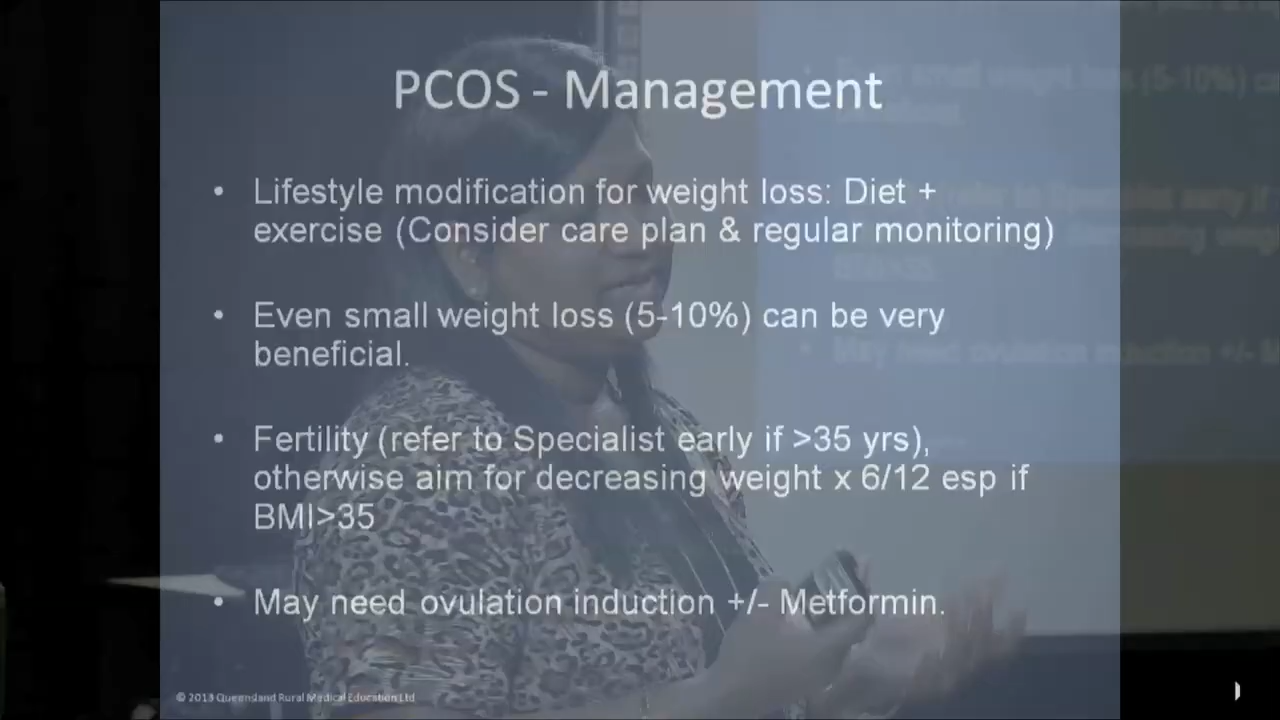 PCOS - Management
• Lifestyle modification for weight loss: Diet +
exercise (Consider care plan & regular monitoring)
• Even small weight loss (5-10%) can be very
beneficial.
• Fertility (refer to Specialist early if >35 yrs),
otherwise aim for decreasing weight x 6/12 esp if
BMI>35
• May need ovulation induction +/- Metformin.
© 2013 Queensland Rural Medical Education Ltd